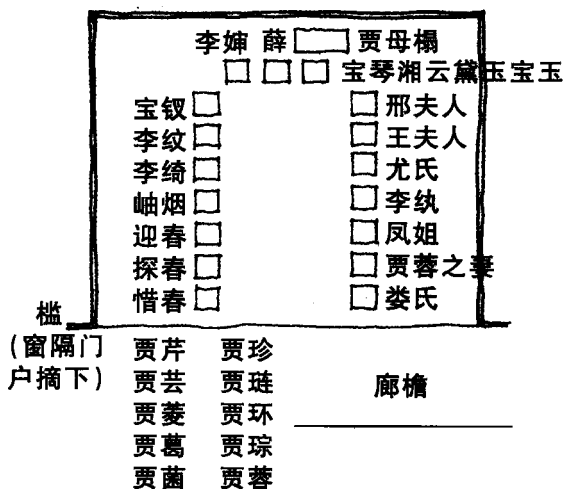 李婶 薛 贾母榻
宝琴湘云黛玉宝玉
宝钗 邢夫人
李纹 王夫人
李绮 尤氏
岫烟 李纨
迎春 凤姐
探春 贾蓉之妻
惜春 娄氏
槛
(窗隔门
户摘下)
贾芹 贾珍
贾芸 贾琏
贾菱 贾环
贾葛 贾琮
贾菌 贾蓉
廊檐